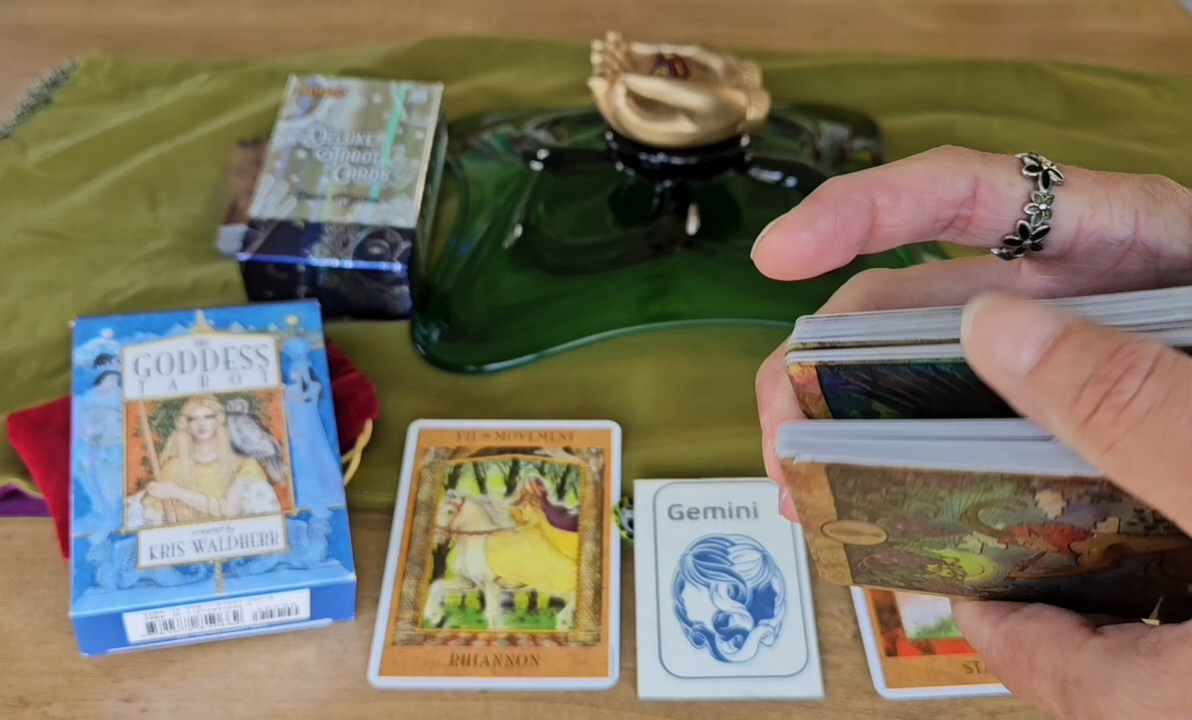 DELUXE
TAROT
CARDS
THE
GODDESS
TAROT
created by
KRIS WALDHERR
VII ~ MOVEMENT
RHIANNON
Gemini